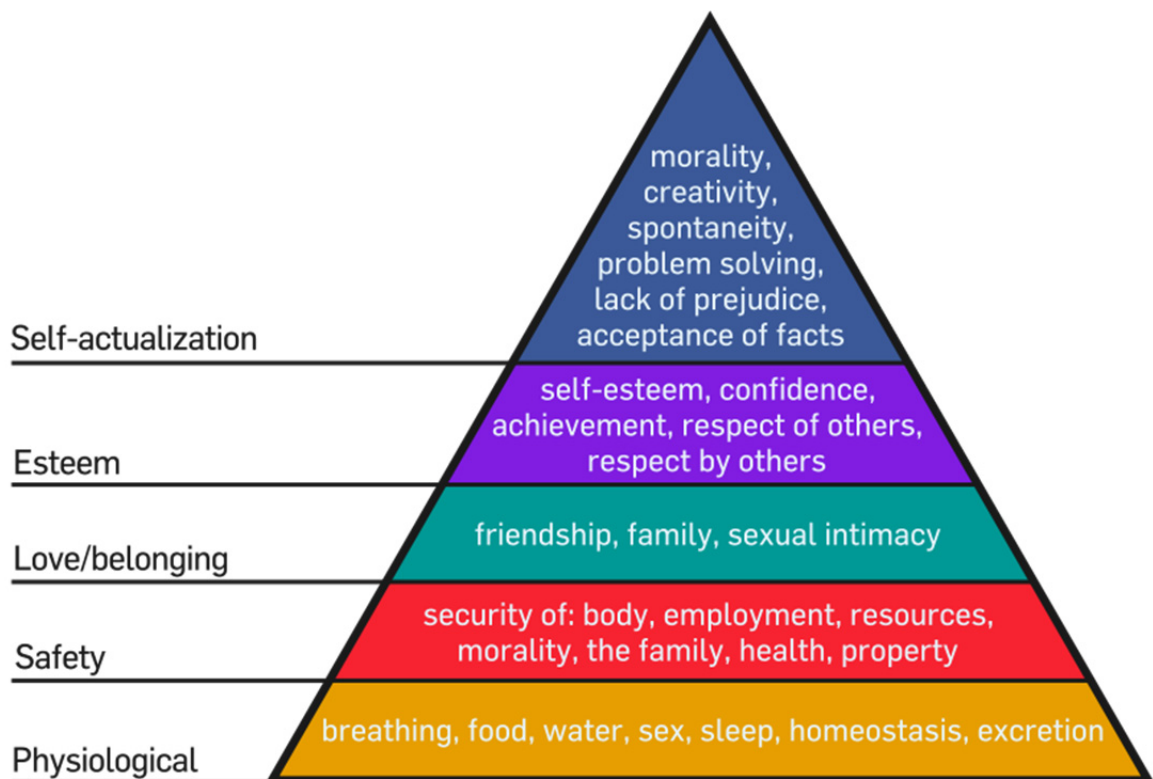 morality,
creativity,
spontaneity,
problem solving,
lack of prejudice,
acceptance of facts
Self-actualization
self-esteem, confidence,
achievement, respect of others,
respect by others
Esteem
friendship, family, sexual intimacy
Love/belonging
security of: body, employment, resources,
morality, the family, health, property
Safety
breathing, food, water, sex, sleep, homeostasis, excretion
Physiological